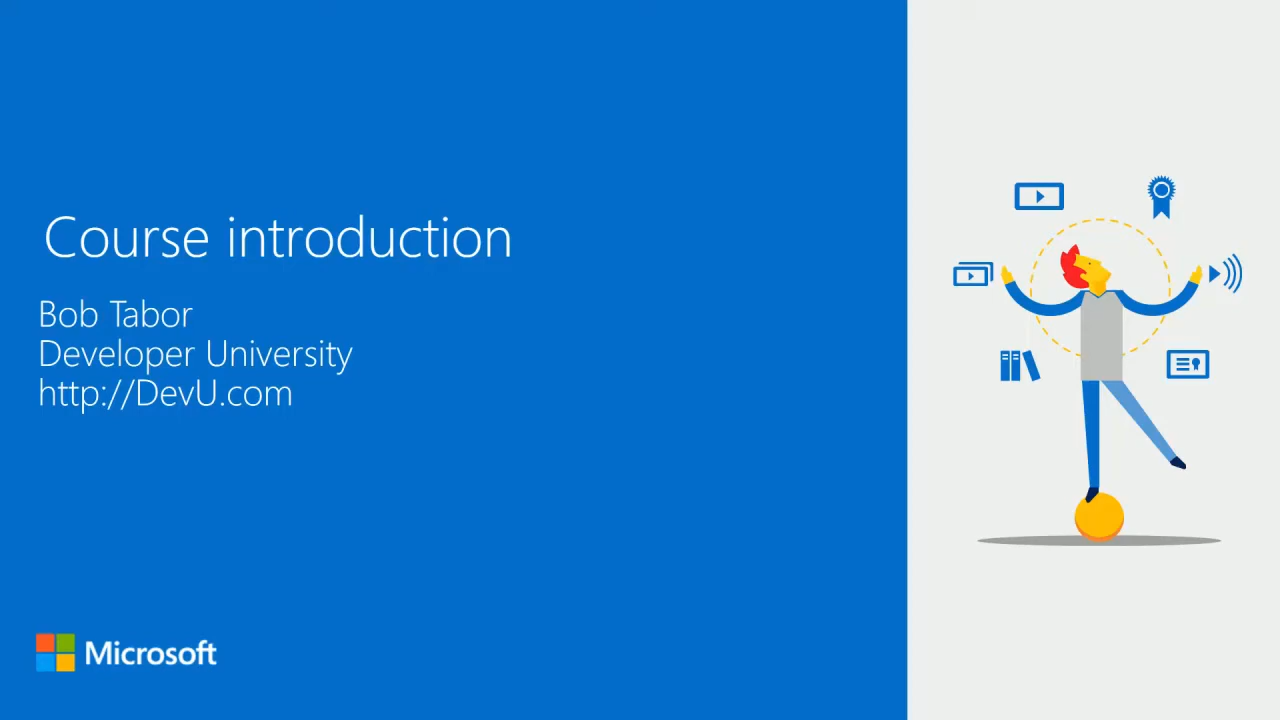 Course introduction
Bob Tabor
Developer University
http://DevU.com
Microsoft